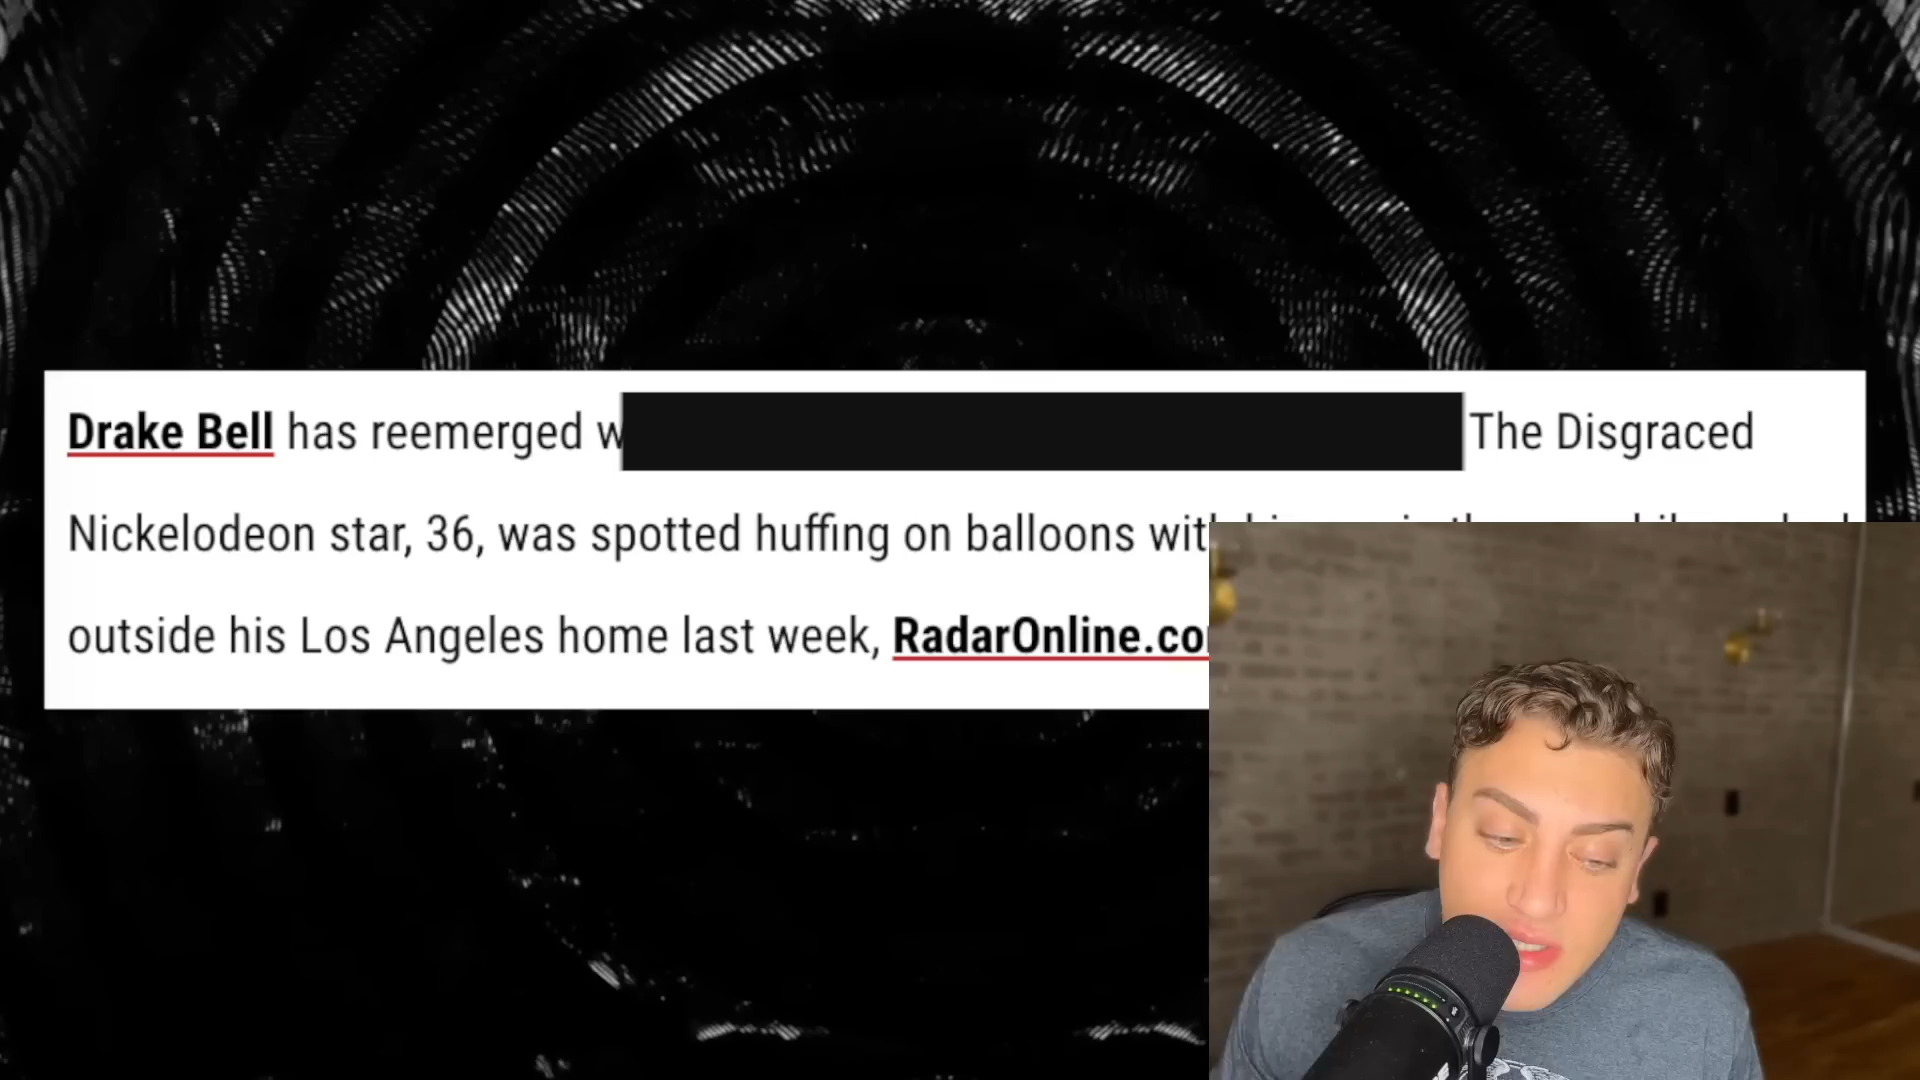 Drake Bell has reemerged w The Disgraced
Nickelodeon star, 36, was spotted huffing on balloons with
outside his Los Angeles home last week, RadarOnline.co